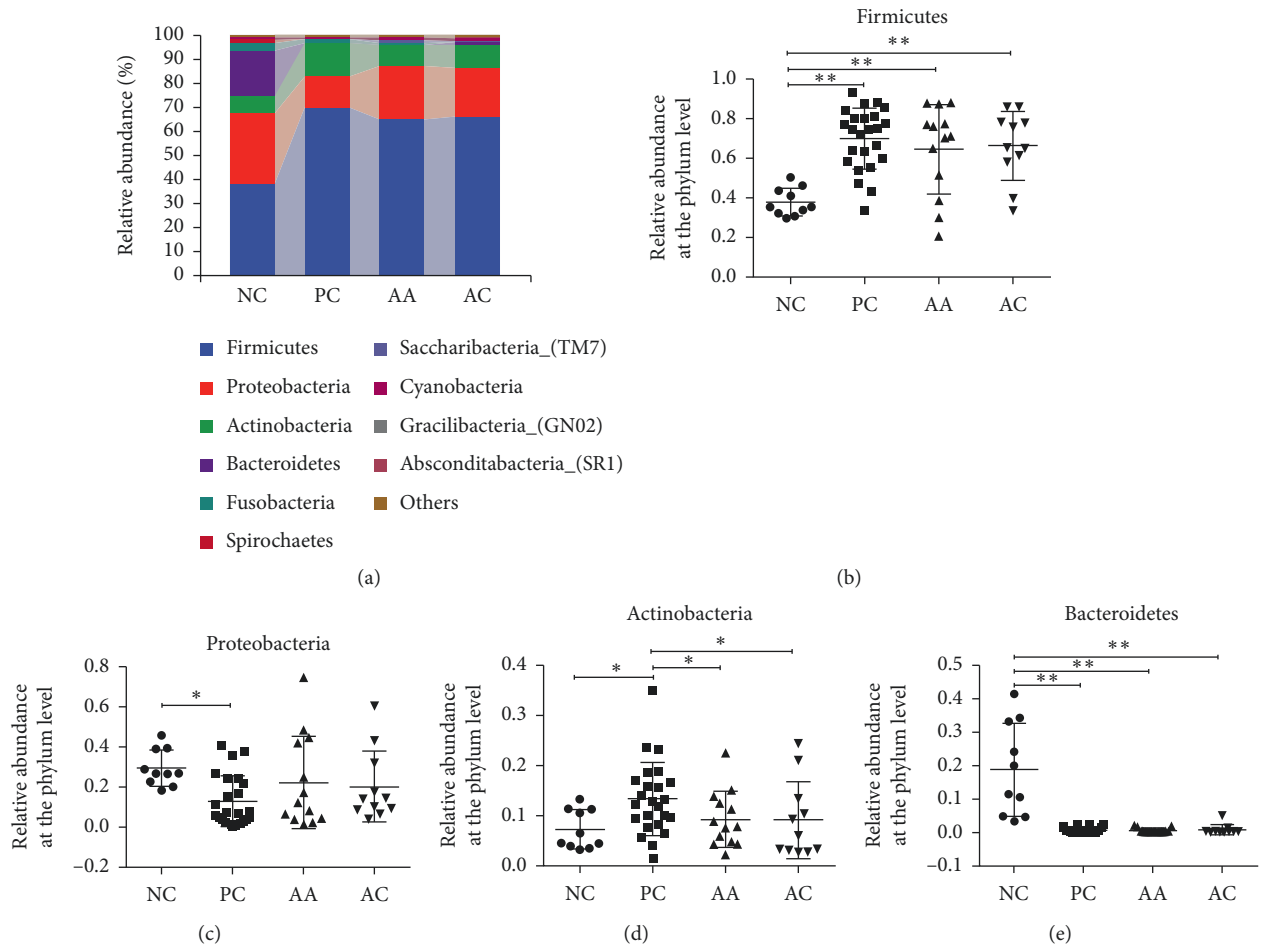 100
90
80
70
60
50
40
30
20
10
0
Relative abundance (%)
NC PC AA AC
Firmicutes
Proteobacteria
Actinobacteria
Bacteroidetes
Fusobacteria
Spirochaetes
Saccharibacteria_(TM7)
Cyanobacteria
Gracilibacteria_(GN02)
Absconditabacteria_(SR1)
Others
(a)
Firmicutes
**
**
**
1.0
0.8
0.6
0.4
0.2
0.0
Relative abundance
at the phylum level
NC PC AA AC
(b)
Proteobacteria
*
0.8
0.6
0.4
0.2
0.0
−0.2
Relative abundance
at the phylum level
NC PC AA AC
(c)
Actinobacteria
*
*
*
0.4
0.3
0.2
0.1
0.0
Relative abundance
at the phylum level
NC PC AA AC
(d)
Bacteroidetes
**
**
**
0.5
0.4
0.3
0.2
0.1
0.0
−0.1
Relative abundance
at the phylum level
NC PC AA AC
(e)